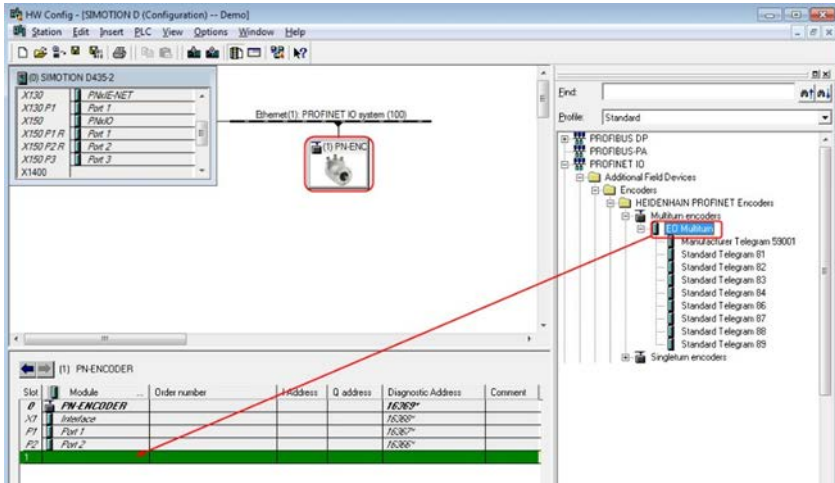 HW Config - [SIMOTION D (Configuration) -- Demo]
Station Edit Insert PLC View Options Window Help
(0) SIMOTION D435-2
X130 PNxIE-NET
X130 P1 Port 1
X150 PNxIO
X150 P1 R Port 1
X150 P2 R Port 2
X150 P3 Port 3
X1400
Ethernet(1): PROFINET IO system (100)
(1) PN-ENC
Find:
Profile: Standard
PROFIBUS DP
PROFIBUS-PA
PROFINET IO
Additional Field Devices
Encoders
HEIDENHAIN PROFINET Encoders
Multiturn encoders
EO Multiturn
Manufacturer Telegram 59001
Standard Telegram 81
Standard Telegram 82
Standard Telegram 83
Standard Telegram 84
Standard Telegram 86
Standard Telegram 87
Standard Telegram 88
Standard Telegram 89
Singleturn encoders
(1) PN-ENCODER
Slot Module ... Order number I Address Q address Diagnostic Address Comment
0 PN-ENCODER 16369*
X1 Interface 16368*
P1 Port 1 16367*
P2 Port 2 16366*
1